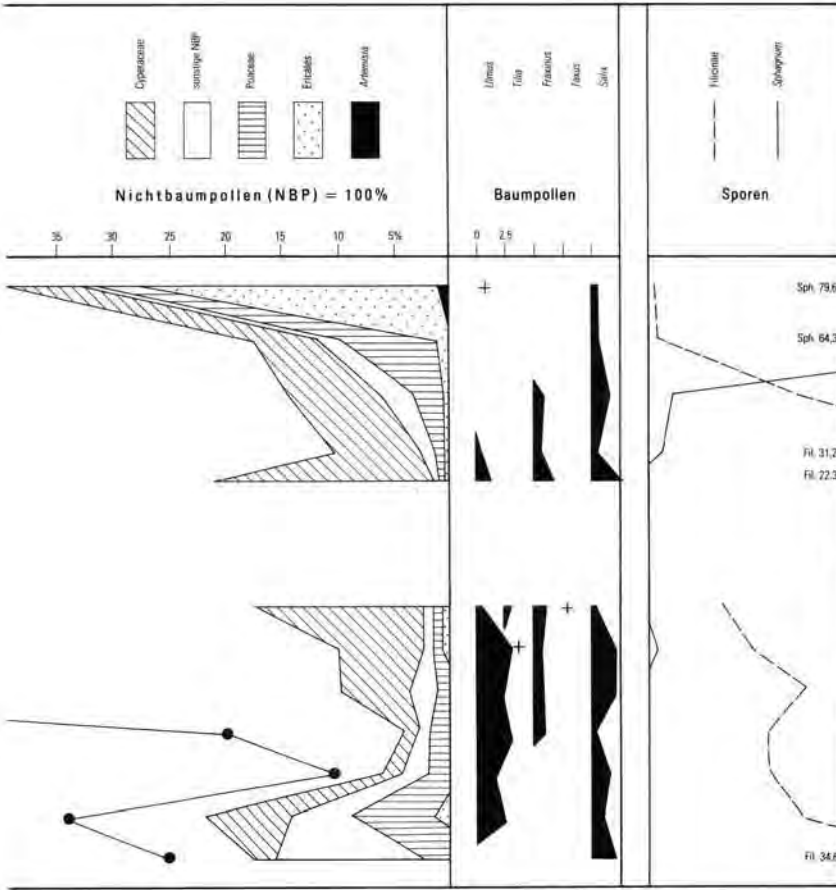 Cyperaceae
sonstige NBP
Poaceae
Ericales
Artemisia
Ulmus
Tilia
Fraxinus
Taxus
Salix
Filicinae
Sphagnum
Nichtbaumpollen (NBP) = 100%
Baumpollen
Sporen
35 30 25 20 15 10 5%
0 2.5
Sph. 79,6
Sph. 64,3
Fil. 31,2
Fil. 22.3
Fil. 34,6